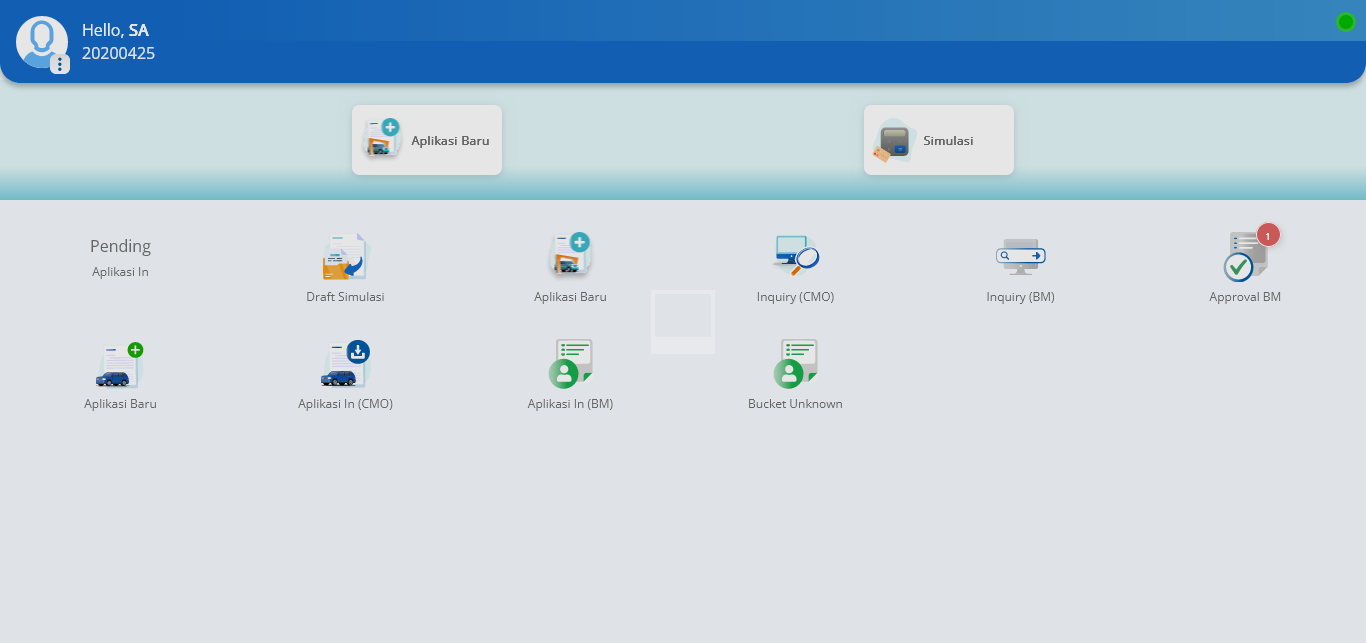 Hello, SA
20200425
Aplikasi Baru
Simulasi
Pending
Aplikasi In
Draft Simulasi
Aplikasi Baru
Inquiry (CMO)
Inquiry (BM)
1
Approval BM
Aplikasi Baru
Aplikasi In (CMO)
Aplikasi In (BM)
Bucket Unknown